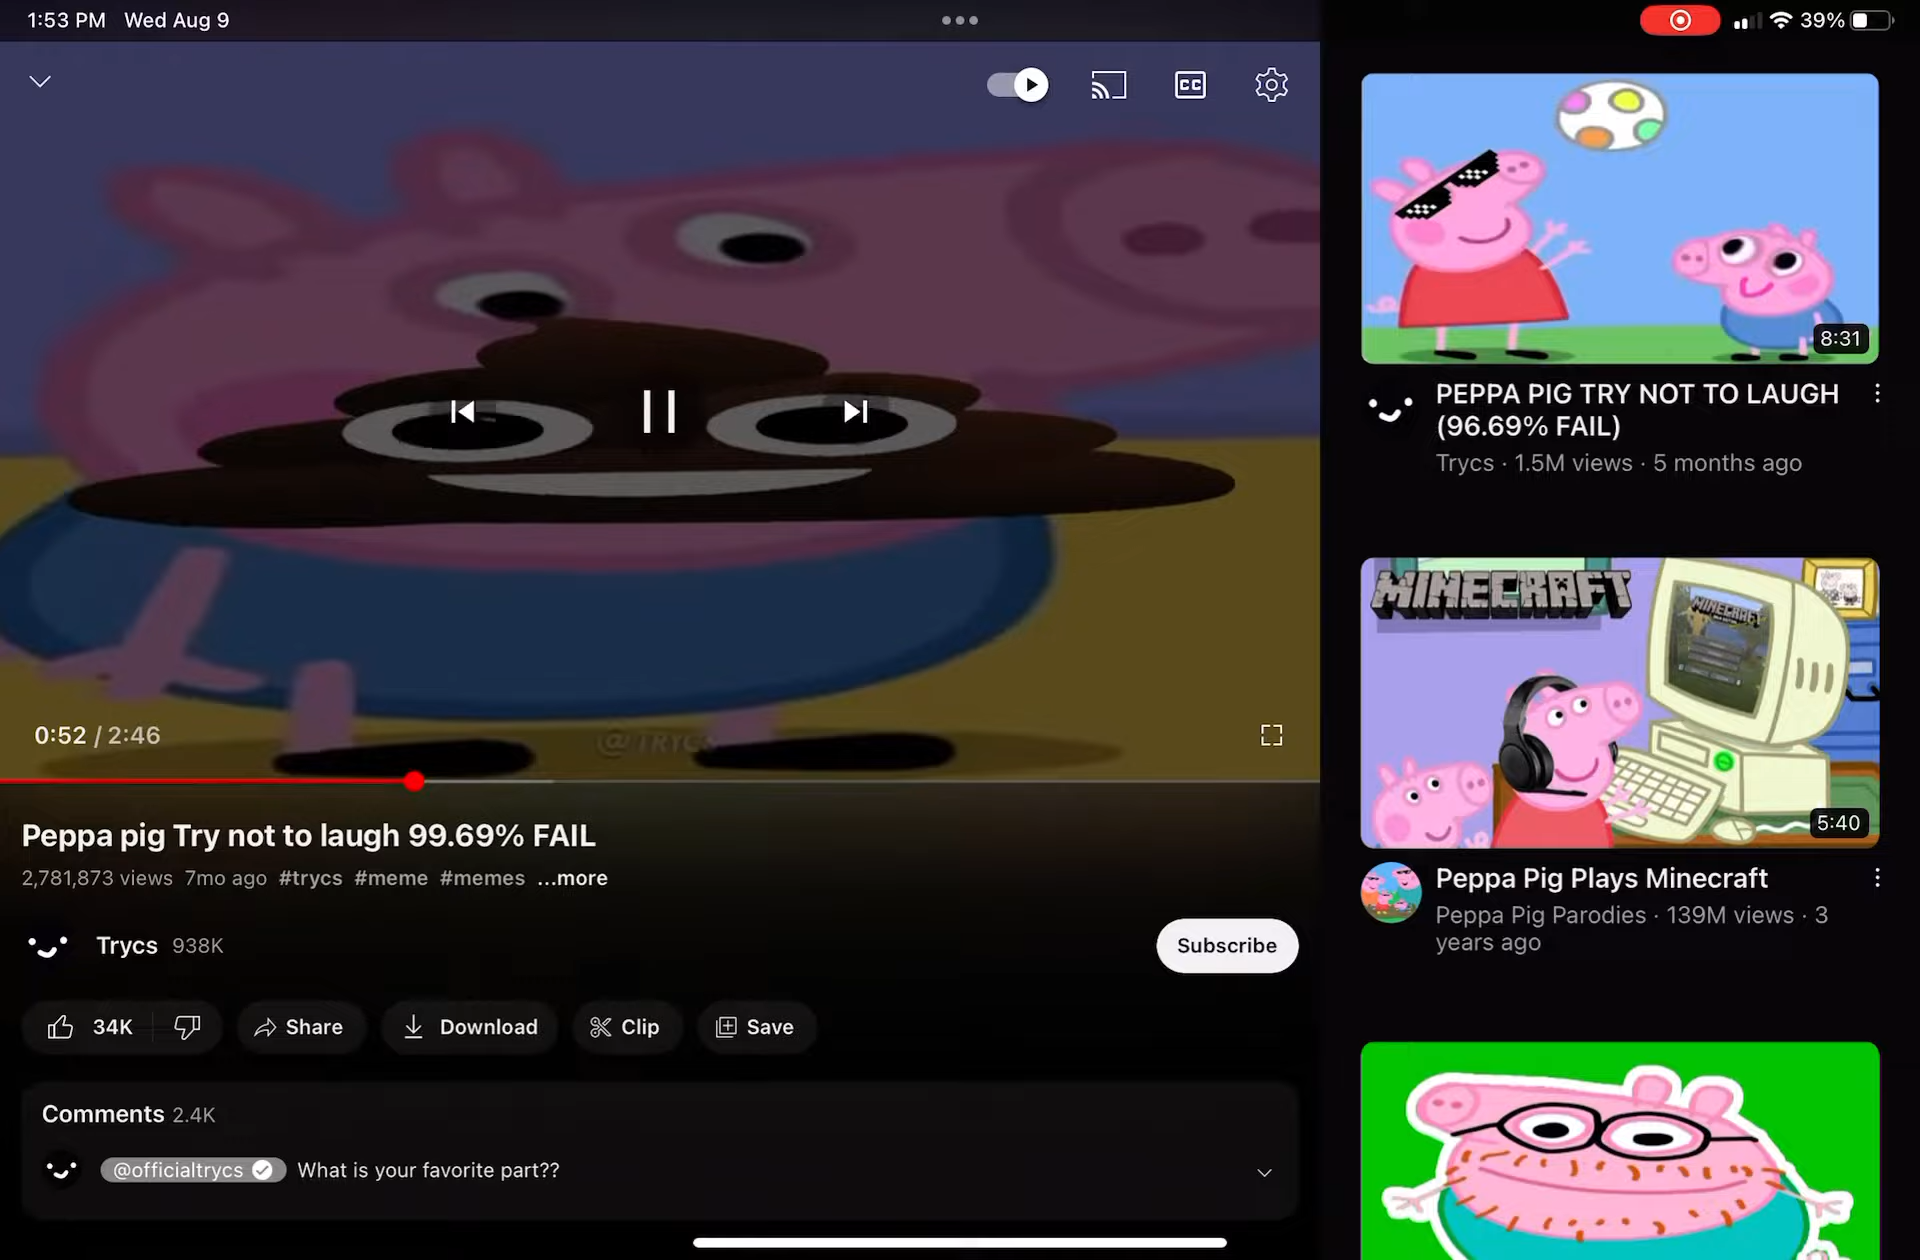 1:53 PM Wed Aug 9
39%
CC
@TRYCS
0:52 / 2:46
Peppa pig Try not to laugh 99.69% FAIL
2,781,873 views 7mo ago #trycs #meme #memes ...more
Trycs 938K
Subscribe
34K
Share
Download
Clip
Save
Comments 2.4K
@officialtrycs What is your favorite part??
8:31
PEPPA PIG TRY NOT TO LAUGH
(96.69% FAIL)
Trycs · 1.5M views · 5 months ago
MINECRAFT
MINECRAFT
5:40
Peppa Pig Plays Minecraft
Peppa Pig Parodies · 139M views · 3
years ago